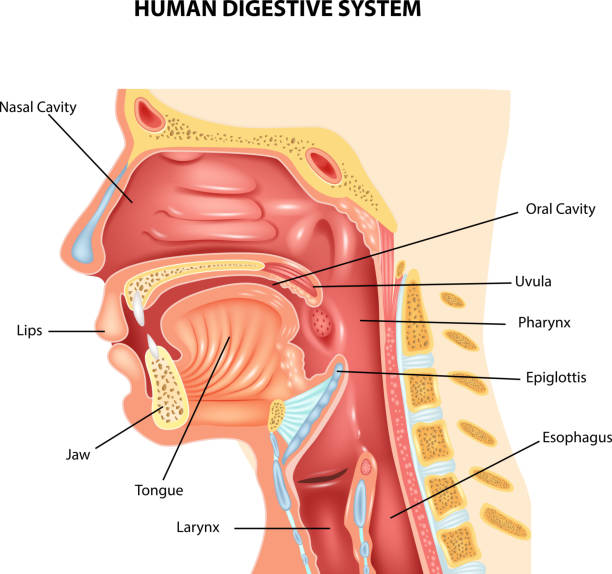 HUMAN DIGESTIVE SYSTEM
Nasal Cavity
Oral Cavity
Uvula
Pharynx
Lips
Epiglottis
Esophagus
Jaw
Tongue
Larynx